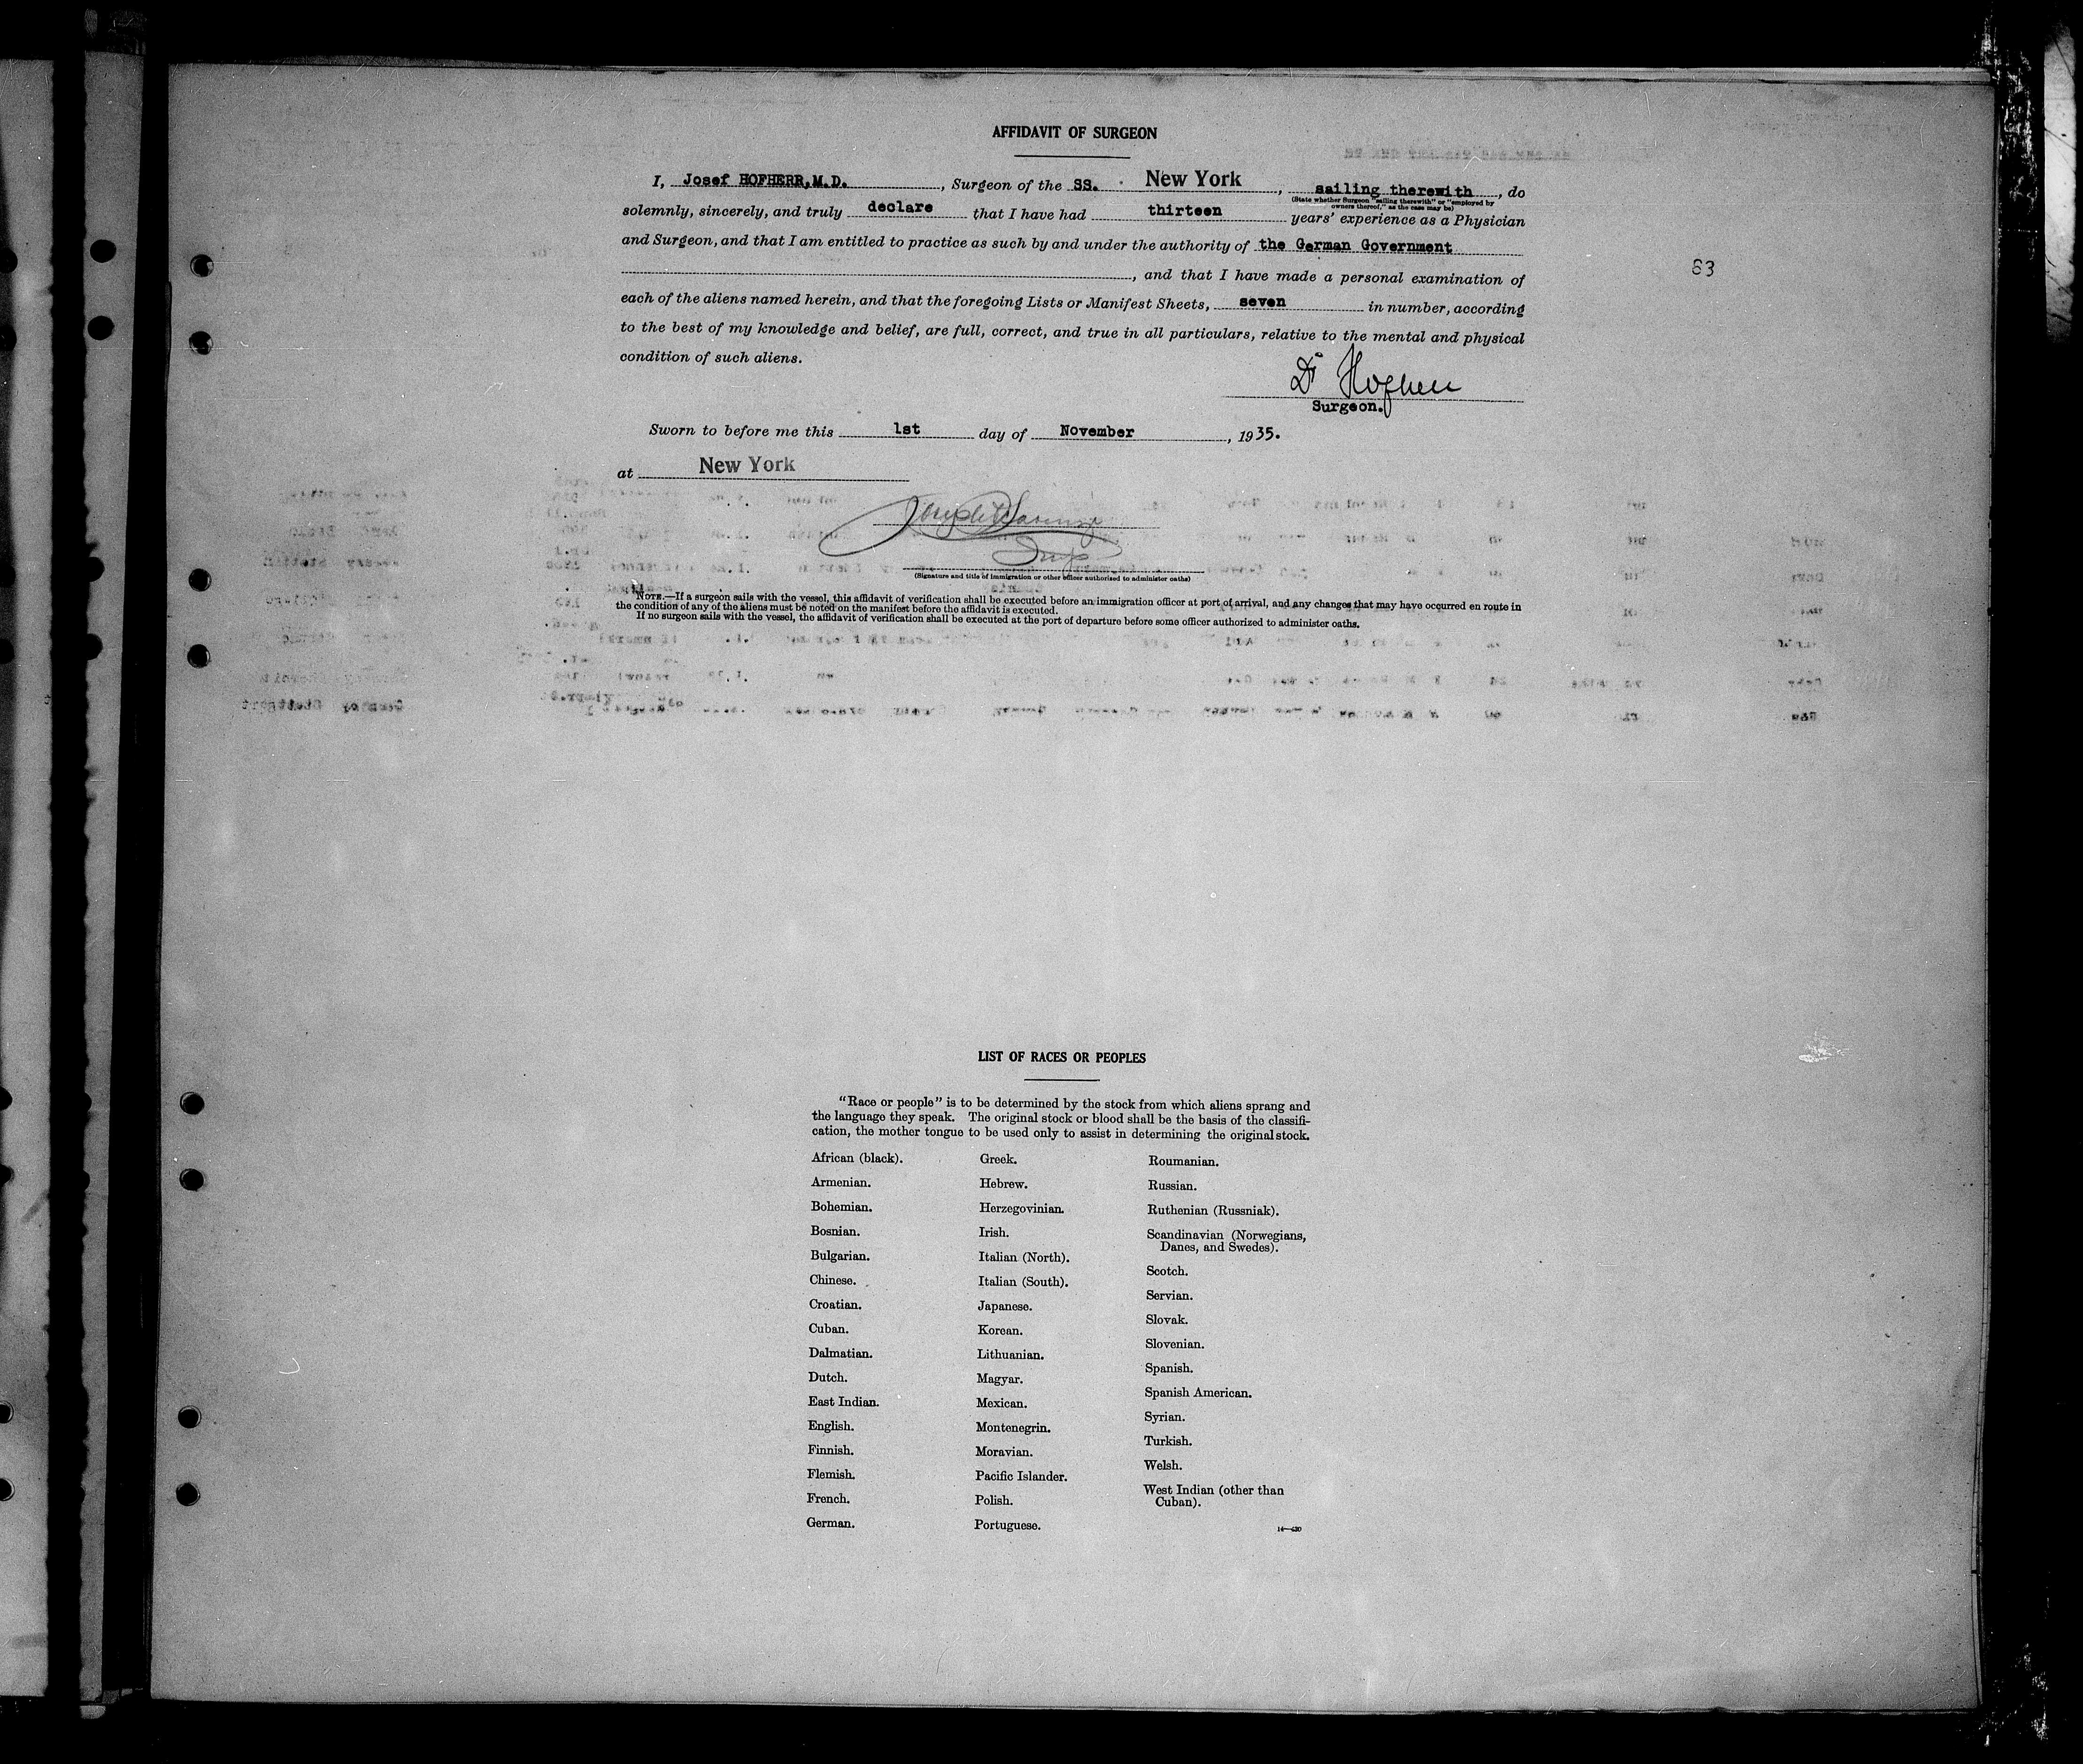 AFFIDAVIT OF SURGEON
I, Josef HOFHERR, M.D. , Surgeon of the SS. New York , sailing therewith , do
(State whether Surgeon "sailing therewith" or "employed by
owners thereof," as the case may be)
solemnly, sincerely, and truly declare that I have had thirteen years' experience as a Physician
and Surgeon, and that I am entitled to practice as such by and under the authority of the German Government
, and that I have made a personal examination of
63
each of the aliens named herein, and that the foregoing Lists or Manifest Sheets, seven in number, according
to the best of my knowledge and belief, are full, correct, and true in all particulars, relative to the mental and physical
condition of such aliens.
Dr Hofherr
Surgeon.
Sworn to before me this 1st day of November , 1935.
at New York
Insp
(Signature and title of immigration or other officer authorized to administer oaths)
NOTE.—If a surgeon sails with the vessel, this affidavit of verification shall be executed before an immigration officer at port of arrival, and any changes that may have occurred en route in
the condition of any of the aliens must be noted on the manifest before the affidavit is executed.
If no surgeon sails with the vessel, the affidavit of verification shall be executed at the port of departure before some officer authorized to administer oaths.
LIST OF RACES OR PEOPLES
"Race or people" is to be determined by the stock from which aliens sprang and
the language they speak. The original stock or blood shall be the basis of the classifi-
cation, the mother tongue to be used only to assist in determining the original stock.
African (black).
Armenian.
Bohemian.
Bosnian.
Bulgarian.
Chinese.
Croatian.
Cuban.
Dalmatian.
Dutch.
East Indian.
English.
Finnish.
Flemish.
French.
German.
Greek.
Hebrew.
Herzegovinian.
Irish.
Italian (North).
Italian (South).
Japanese.
Korean.
Lithuanian.
Magyar.
Mexican.
Montenegrin.
Moravian.
Pacific Islander.
Polish.
Portuguese.
Roumanian.
Russian.
Ruthenian (Russniak).
Scandinavian (Norwegians,
Danes, and Swedes).
Scotch.
Servian.
Slovak.
Slovenian.
Spanish.
Spanish American.
Syrian.
Turkish.
Welsh.
West Indian (other than
Cuban).